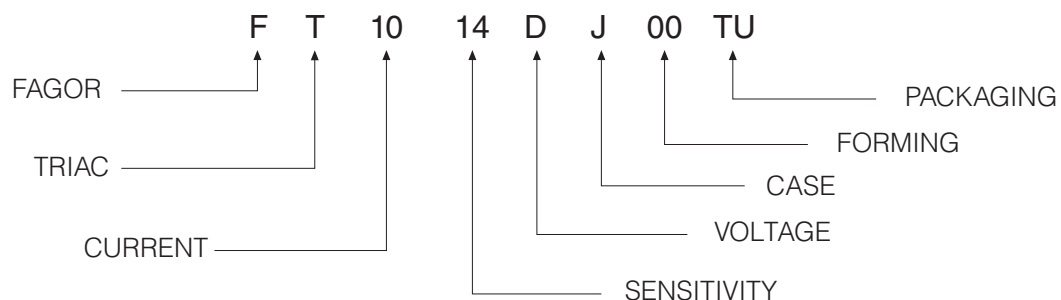 F T 10 14 D J 00 TU
FAGOR
PACKAGING
FORMING
TRIAC
CASE
VOLTAGE
CURRENT
SENSITIVITY